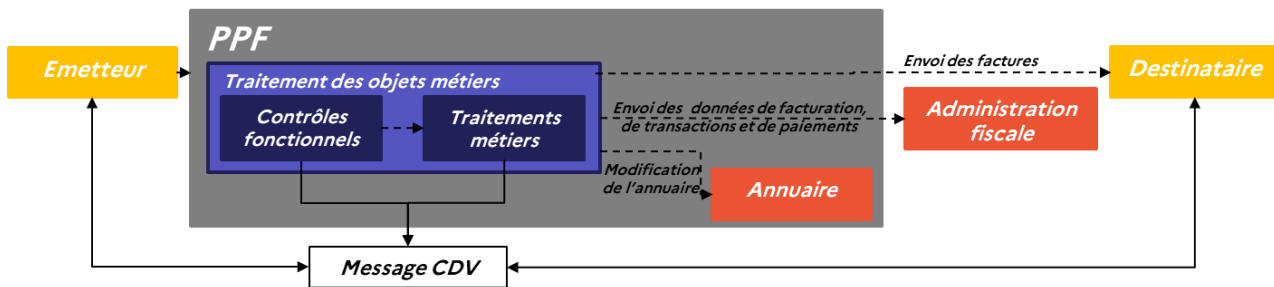 PPF
Emetteur
Traitement des objets métiers
Contrôles
fonctionnels
Traitements
métiers
Envoi des factures
Destinataire
Envoi des données de facturation,
de transactions et de paiements
Administration
fiscale
Modification
de l'annuaire
Annuaire
Message CDV